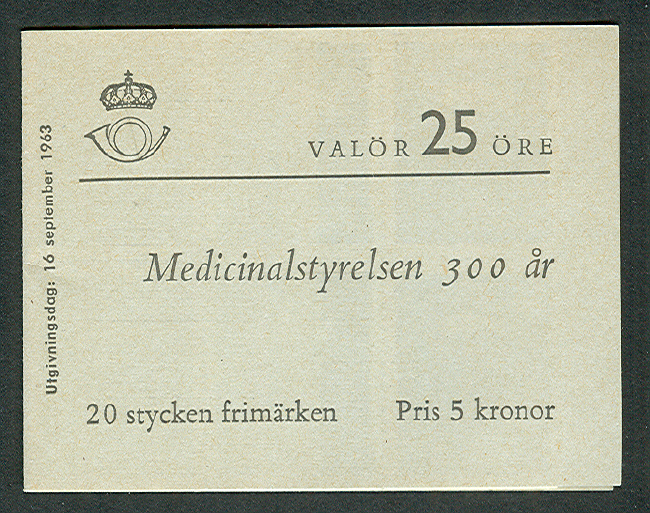 Utgivningsdag: 16 september 1963
VALÖR 25 ÖRE
Medicinalstyrelsen 300 år
20 stycken frimärken Pris 5 kronor